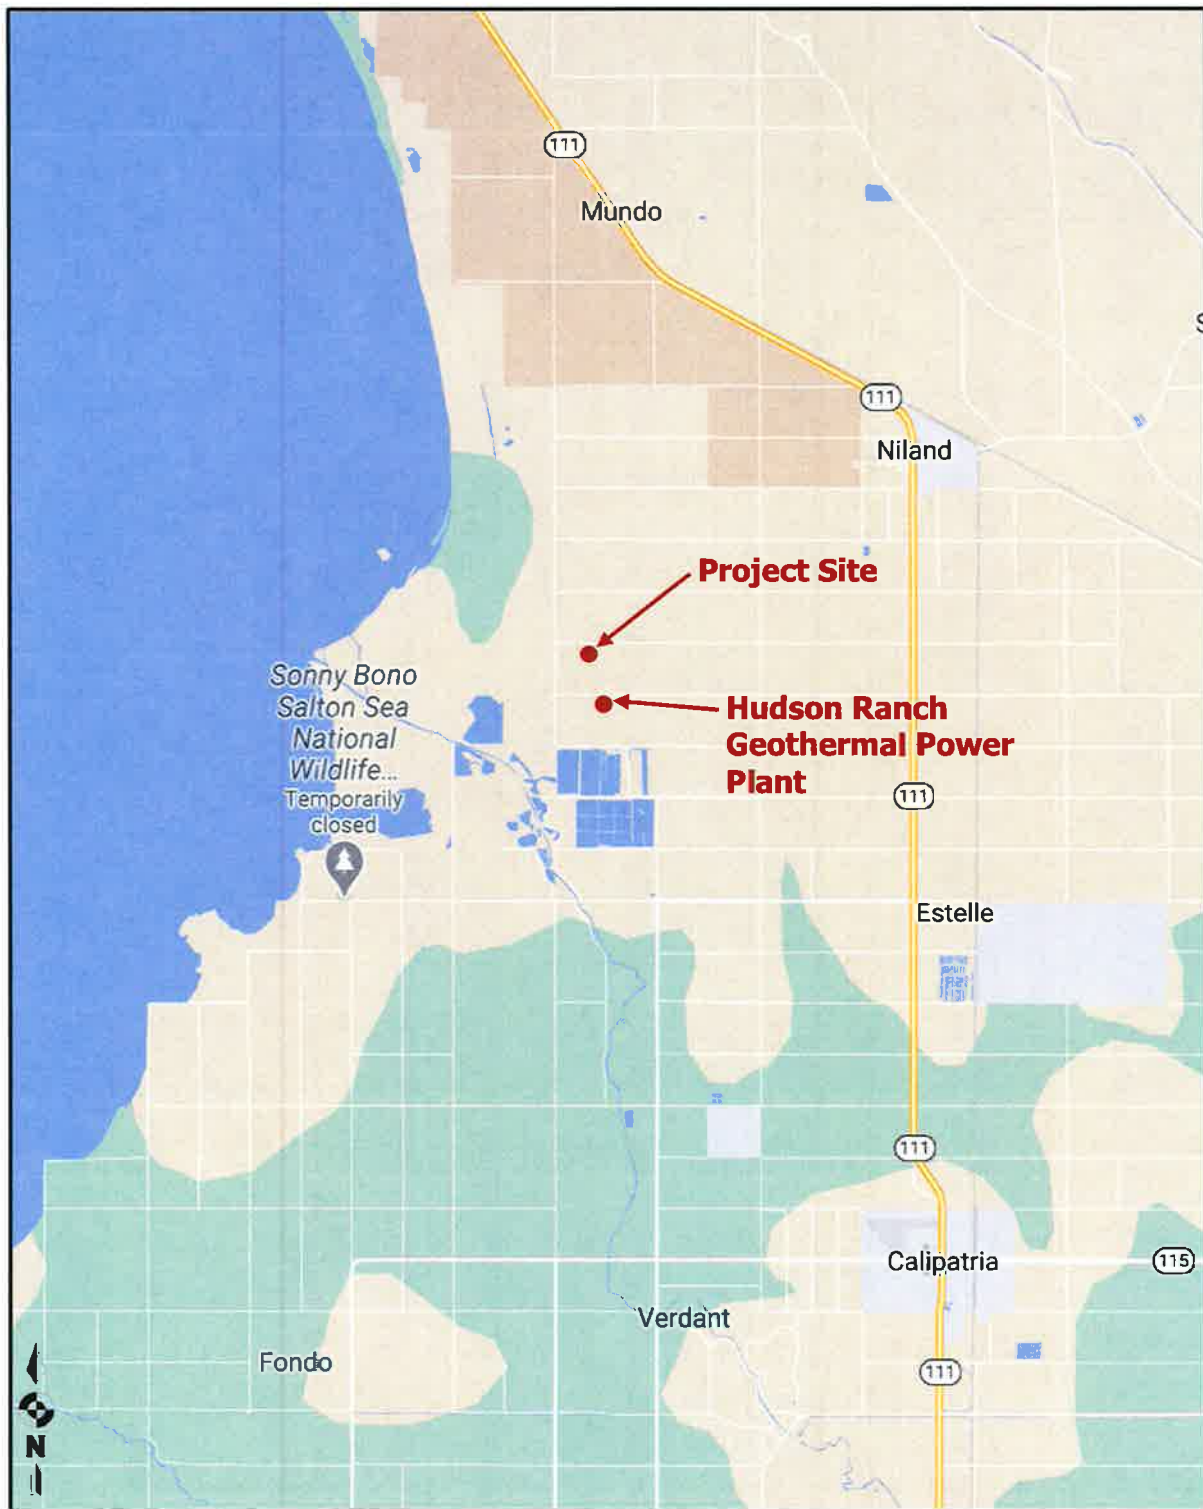 111
Mundo
111
Niland
Project Site
Sonny Bono
Salton Sea
National
Wildlife...
Temporarily
closed
Hudson Ranch
Geothermal Power
Plant
111
Estelle
111
Calipatria
115
Verdant
Fondo
111
N
S